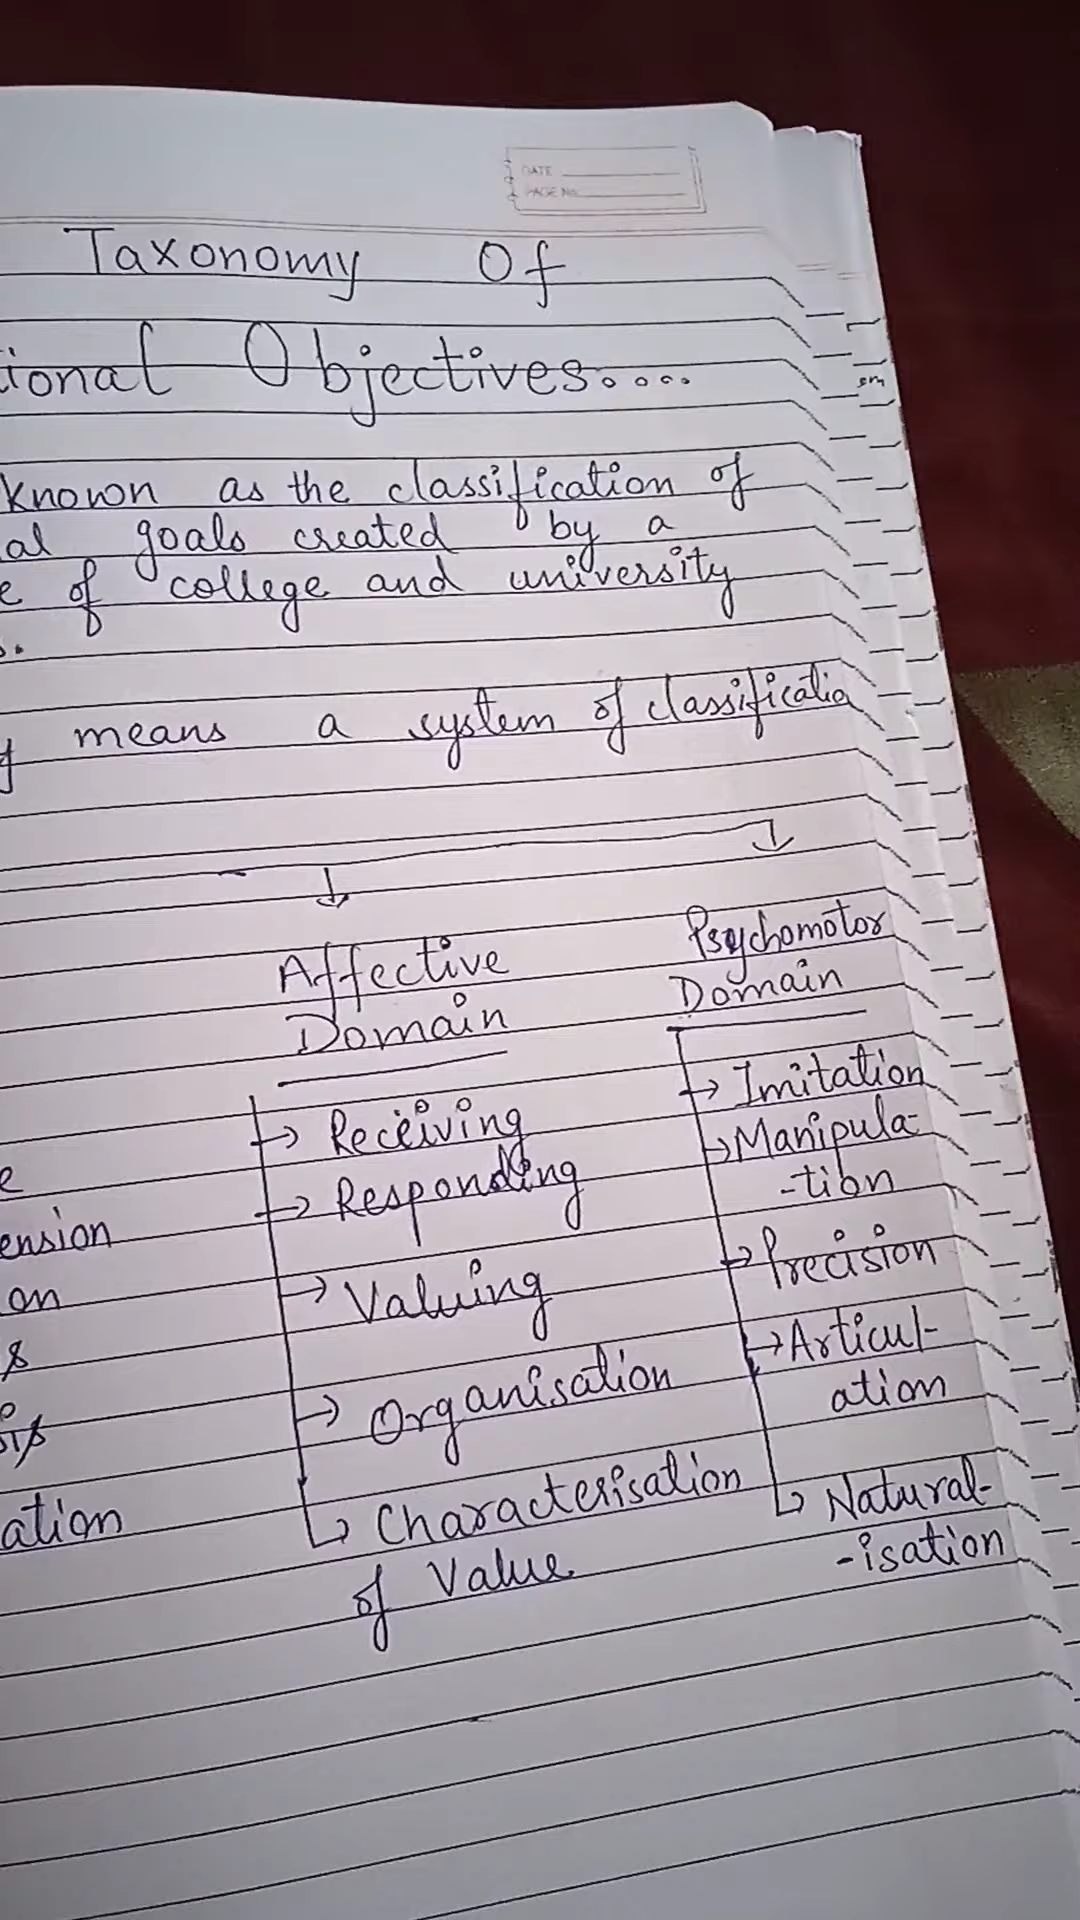 DATE
PAGE No.
Taxonomy Of
ional Objectives....
known as the classification of
al goals created by a
e of college and university
s.
y means a system of classificatio
Affective Domain
Psychomotor Domain
→ Receiving
→ Responding
→ Valuing
→ Organisation
→ Characterisation
of Value
→ Imitation
→ Manipula-
-tion
→ Precision
→ Articul-
ation
→ Natural-
-isation
e
ension
on
s
sis
ation